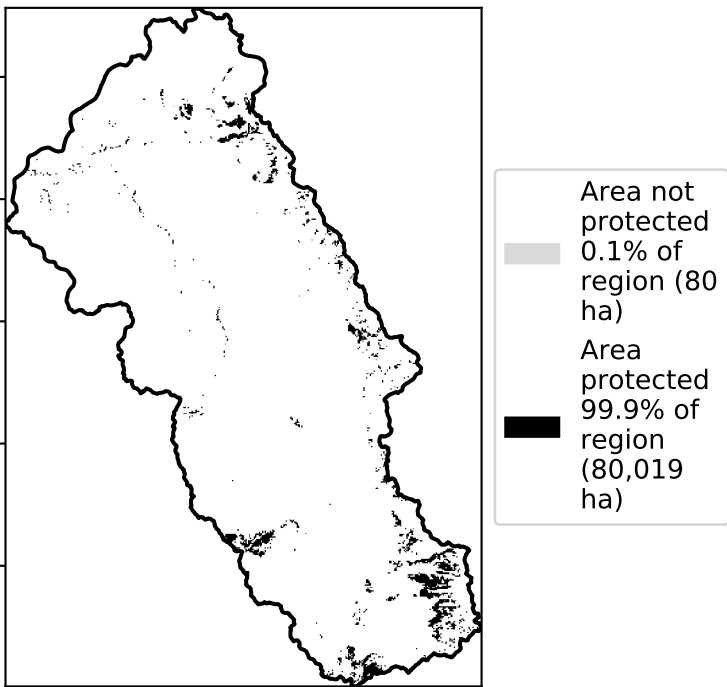 Area not
protected
0.1% of
region (80
ha)
Area
protected
99.9% of
region
(80,019
ha)